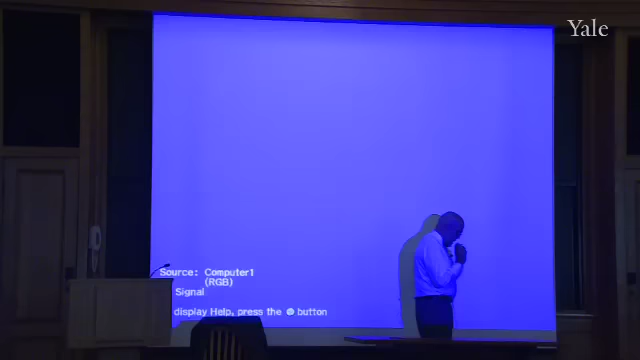 Yale
Source: Computer1
(RGB)
Signal
display Help, press the button